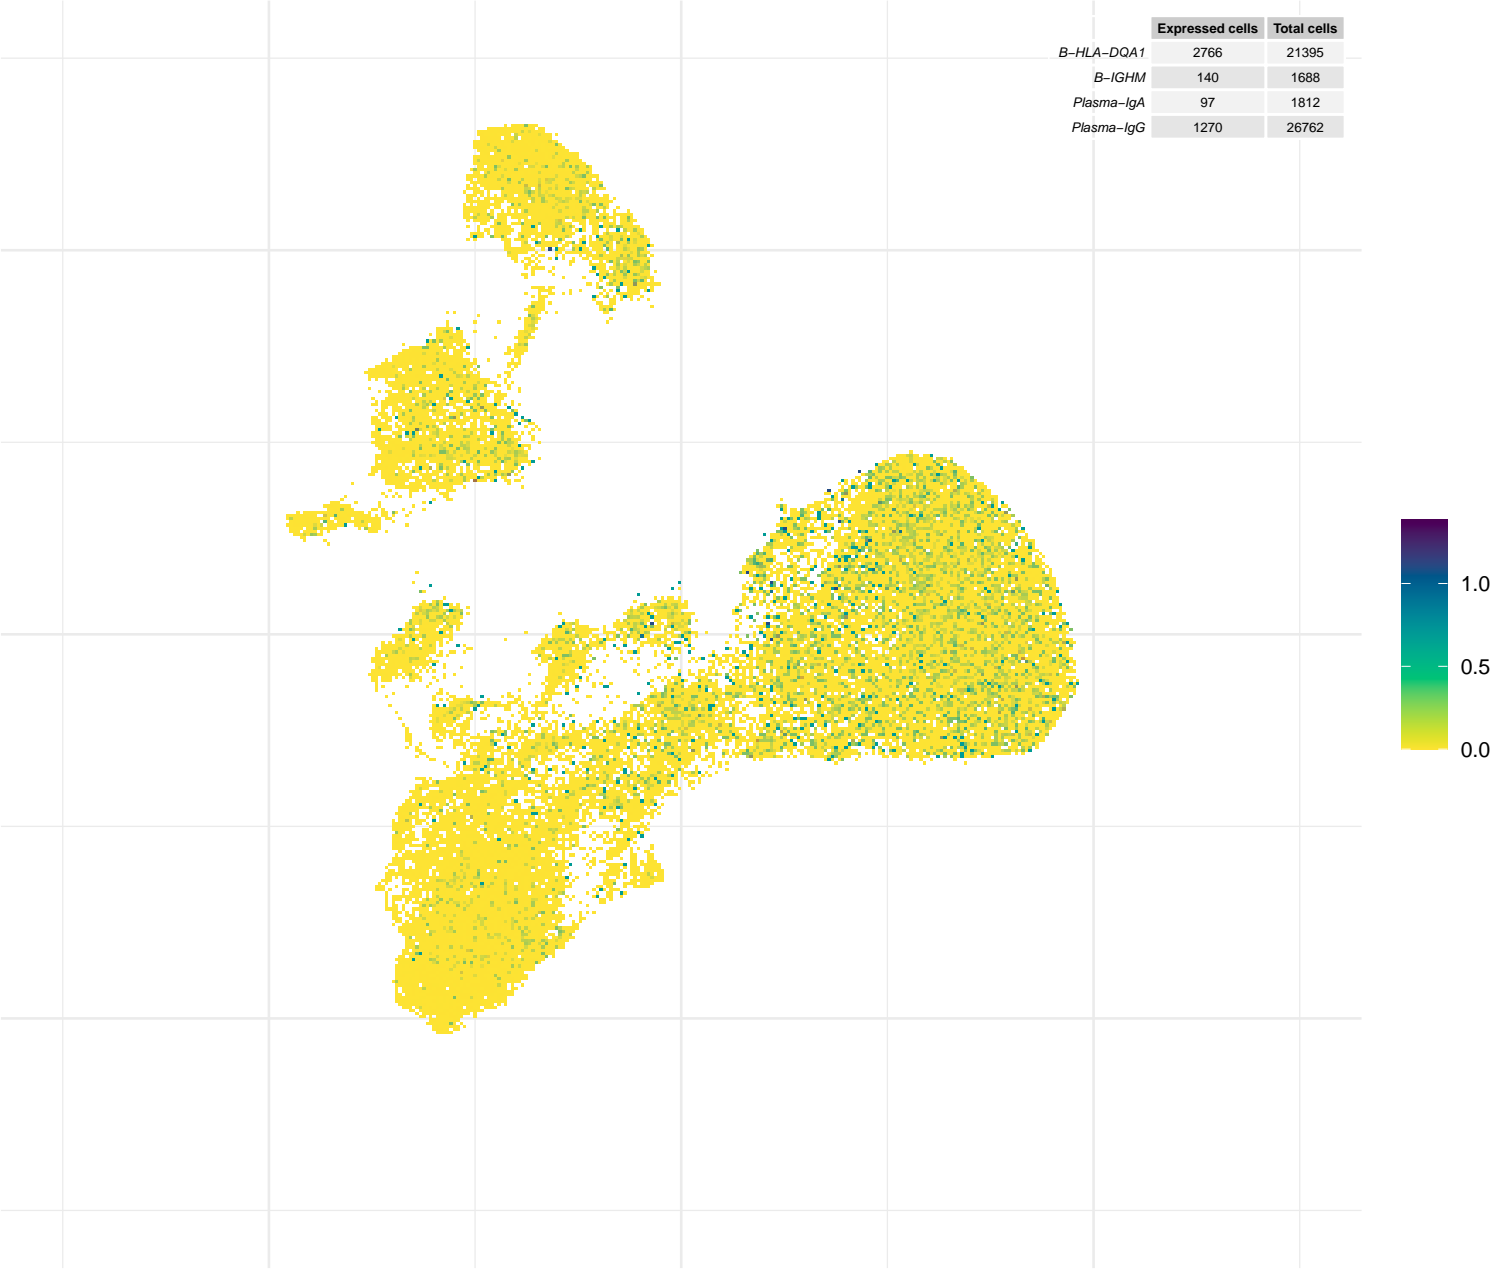 Expressed cells Total cells
B−HLA−DQA1 2766 21395
B−IGHM 140 1688
Plasma−IgA 97 1812
Plasma−IgG 1270 26762
1.0
0.5
0.0